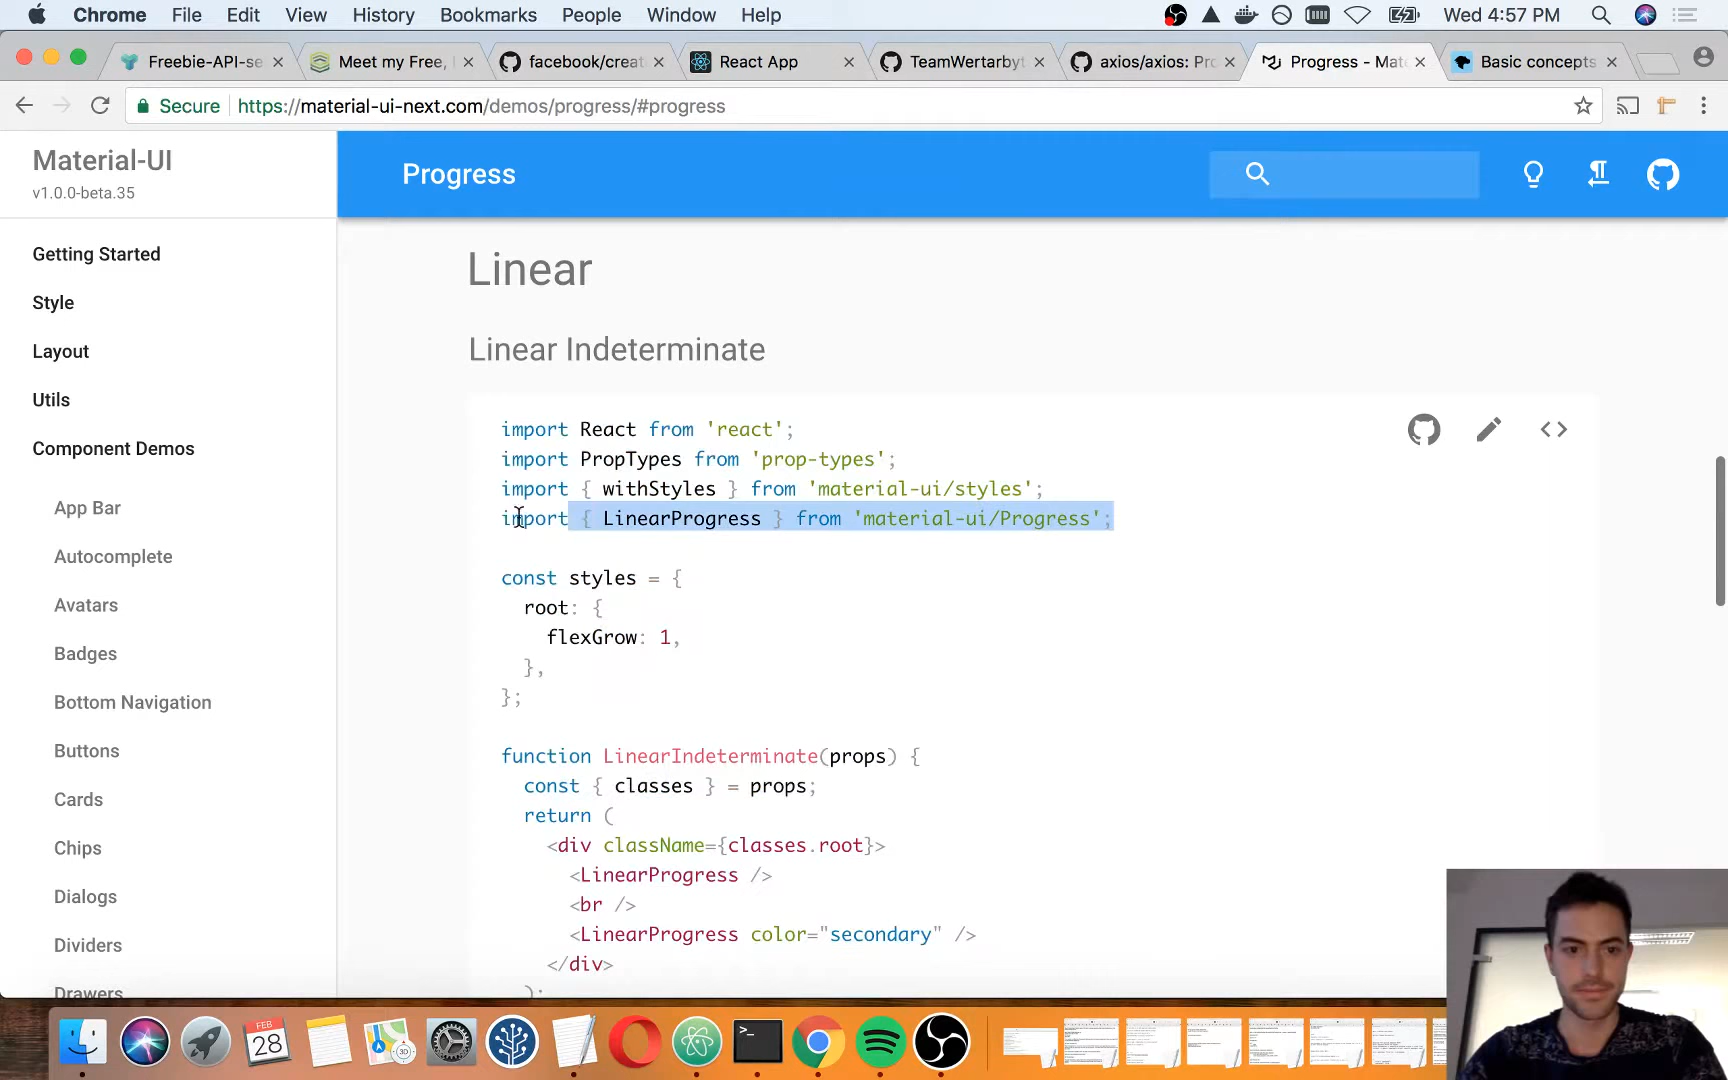 Chrome File Edit View History Bookmarks People Window Help Wed 4:57 PM
Freebie-API-se Meet my Free, facebook/creat React App TeamWertarbyt axios/axios: Pro Progress - Mate Basic concepts
Secure https://material-ui-next.com/demos/progress/#progress
Material-UI
v1.0.0-beta.35
Progress
Getting Started
Style
Layout
Utils
Component Demos
App Bar
Autocomplete
Avatars
Badges
Bottom Navigation
Buttons
Cards
Chips
Dialogs
Dividers
Drawers
Linear
Linear Indeterminate
import React from 'react';
import PropTypes from 'prop-types';
import { withStyles } from 'material-ui/styles';
import { LinearProgress } from 'material-ui/Progress';
const styles = {
root: {
flexGrow: 1,
},
};
function LinearIndeterminate(props) {
const { classes } = props;
return (
<div className={classes.root}>
<LinearProgress />
<br />
<LinearProgress color="secondary" />
</div>
);
FEB
28